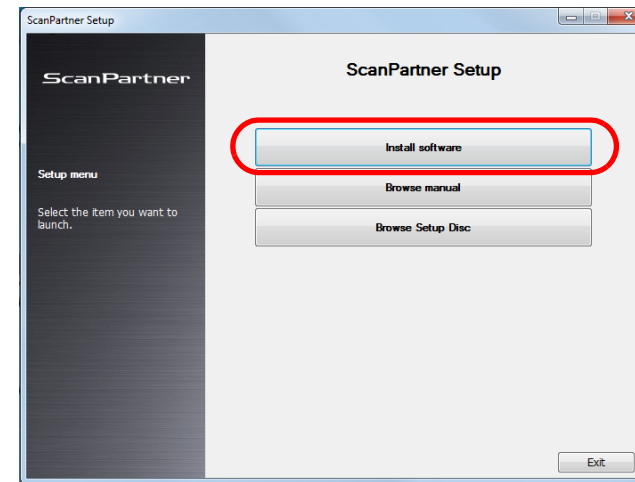 ScanPartner Setup
ScanPartner
ScanPartner Setup
Install software
Setup menu
Browse manual
Select the item you want to
launch.
Browse Setup Disc
Exit